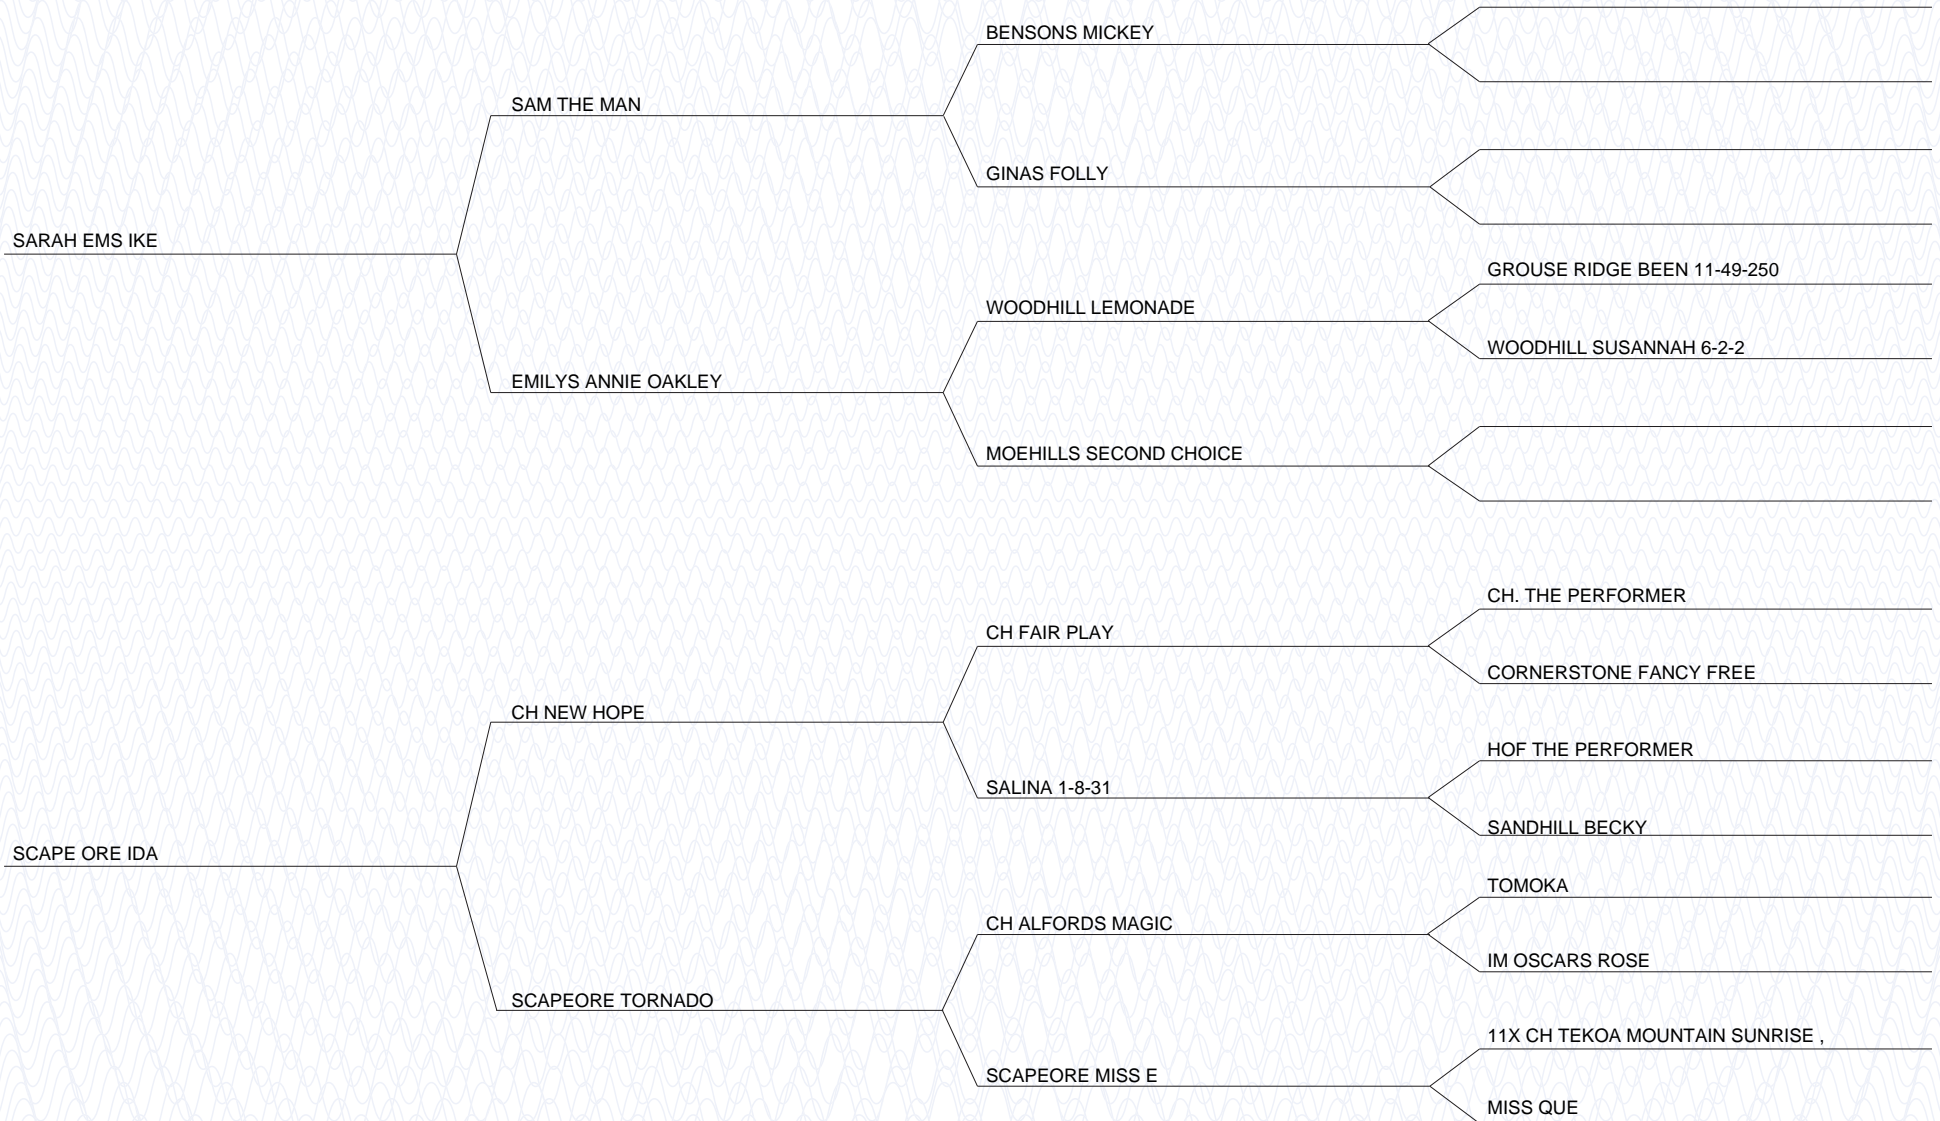 BENSONS MICKEY
SAM THE MAN
GINAS FOLLY
SARAH EMS IKE
GROUSE RIDGE BEEN 11-49-250
WOODHILL LEMONADE
WOODHILL SUSANNAH 6-2-2
EMILYS ANNIE OAKLEY
MOEHILLS SECOND CHOICE
CH. THE PERFORMER
CH FAIR PLAY
CORNERSTONE FANCY FREE
CH NEW HOPE
HOF THE PERFORMER
SALINA 1-8-31
SANDHILL BECKY
SCAPE ORE IDA
TOMOKA
CH ALFORDS MAGIC
IM OSCARS ROSE
SCAPEORE TORNADO
11X CH TEKOA MOUNTAIN SUNRISE ,
SCAPEORE MISS E
MISS QUE